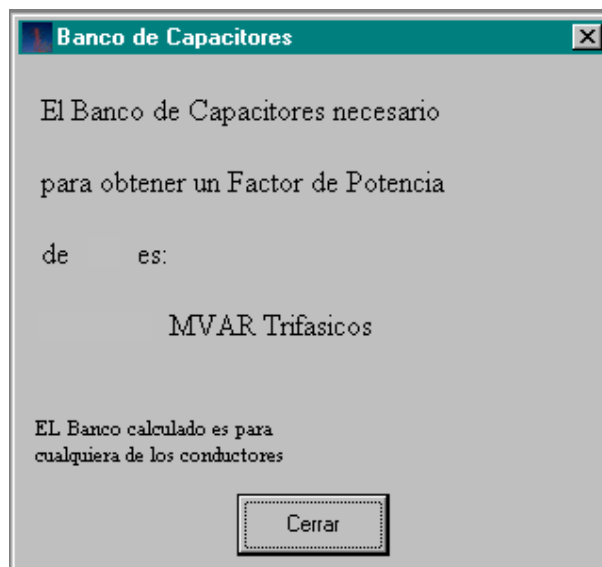 Banco de Capacitores
El Banco de Capacitores necesario
para obtener un Factor de Potencia
de es:
MVAR Trifasicos
EL Banco calculado es para
cualquiera de los conductores
Cerrar